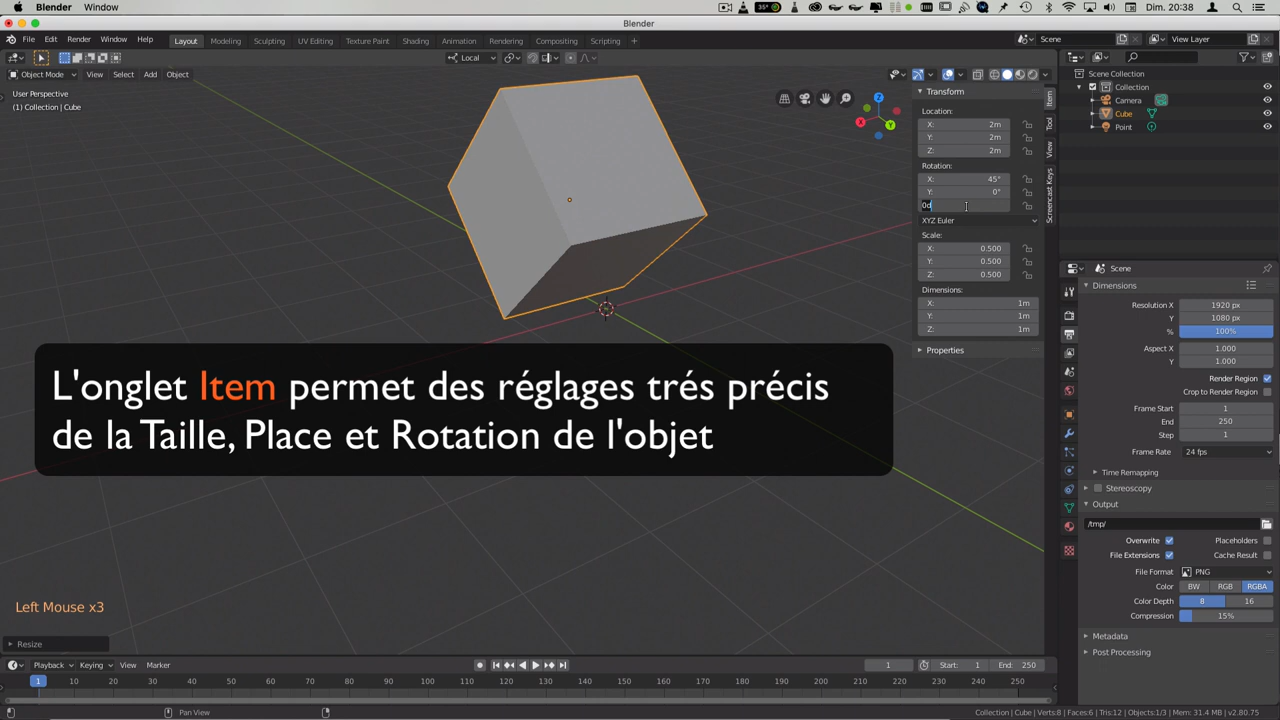 Blender Window
35° Dim. 20:38
Blender
File Edit Render Window Help Layout Modeling Sculpting UV Editing Texture Paint Shading Animation Rendering Compositing Scripting + Scene View Layer
Local
Object Mode View Select Add Object
User Perspective
(1) Collection | Cube
Z
X
Y
Transform
Location:
X: 2m
Y: 2m
Z: 2m
Rotation:
X: 45°
Y: 0°
0d
XYZ Euler
Scale:
X: 0.500
Y: 0.500
Z: 0.500
Dimensions:
X: 1m
Y: 1m
Z: 1m
Properties
Item
Tool
View
Screencast Keys
Scene Collection
Collection
Camera
Cube
Point
Scene
Dimensions
Resolution X 1920 px
Y 1080 px
% 100%
Aspect X 1.000
Y 1.000
Render Region
Crop to Render Region
Frame Start 1
End 250
Step 1
Frame Rate 24 fps
Time Remapping
Stereoscopy
Output
/tmp/
Overwrite Placeholders
File Extensions Cache Result
File Format PNG
Color BW RGB RGBA
Color Depth 8 16
Compression 15%
Metadata
Post Processing
L'onglet Item permet des réglages trés précis
de la Taille, Place et Rotation de l'objet
Left Mouse x3
Resize
Playback Keying View Marker 1 Start: 1 End: 250
1 10 20 30 40 50 60 70 80 90 100 110 120 130 140 150 160 170 180 190 200 210 220 230 240 250
Pan View Collection | Cube | Verts:8 | Faces:6 | Tris:12 | Objects:1/3 | Mem: 31.4 MB | v2.80.75